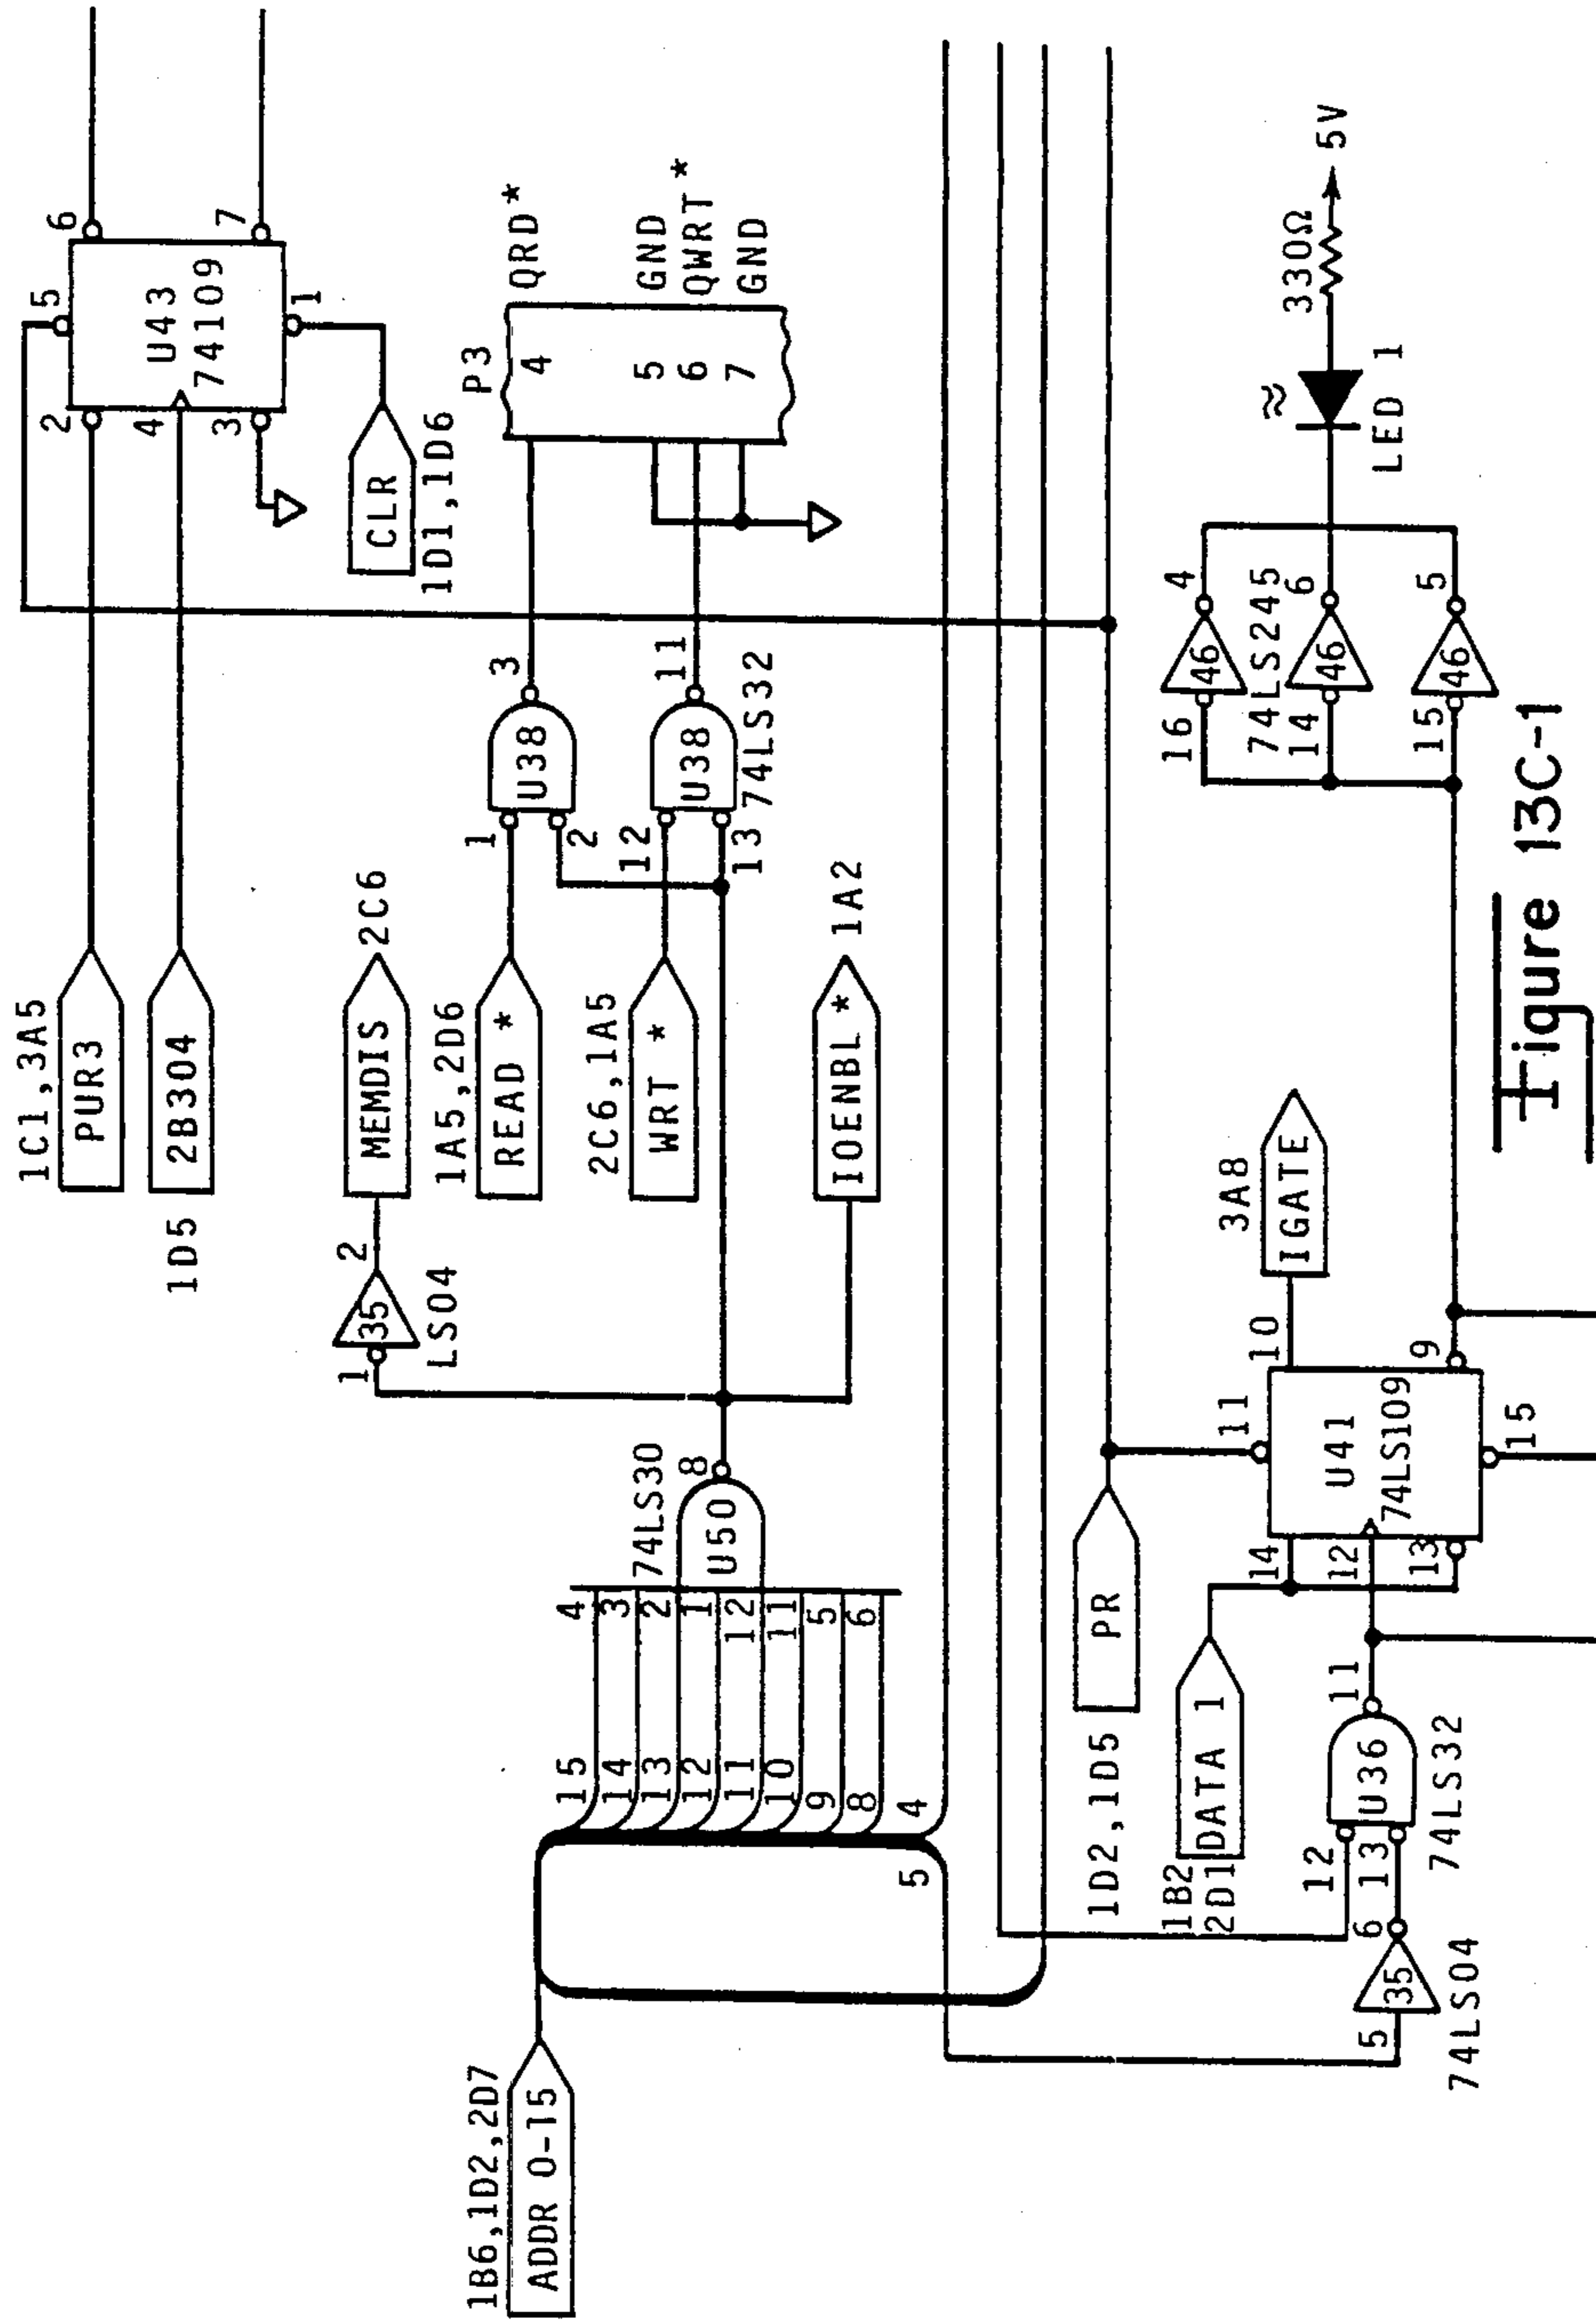 1C1,3A5
PUR3
2B304
1D5
2
4
3
5
U43
74109
1
6
7
CLR
1D1,1D6
P3
4
5
6
7
QRD*
GND
QWRT*
GND
MEMDIS
2C6
1
35
2
LS04
1A5,2D6
READ *
2C6,1A5
WRT *
IOENBL *
1A2
1
2
U38
3
12
13
U38
11
74LS32
1B6,1D2,2D7
ADDR 0-15
15
14
13
12
11
10
9
8
4
5
4
3
2
1
12
11
5
6
74LS30
U50
8
1D2,1D5
PR
1B2
2D1
DATA 1
5
35
6
74LS04
12
13
U36
11
74LS32
14
12
13
11
U41
74LS109
15
10
9
3A8
IGATE
16
46
4
74LS245
14
46
6
15
46
5
LED 1
330Ω
5V
Figure 13C-1